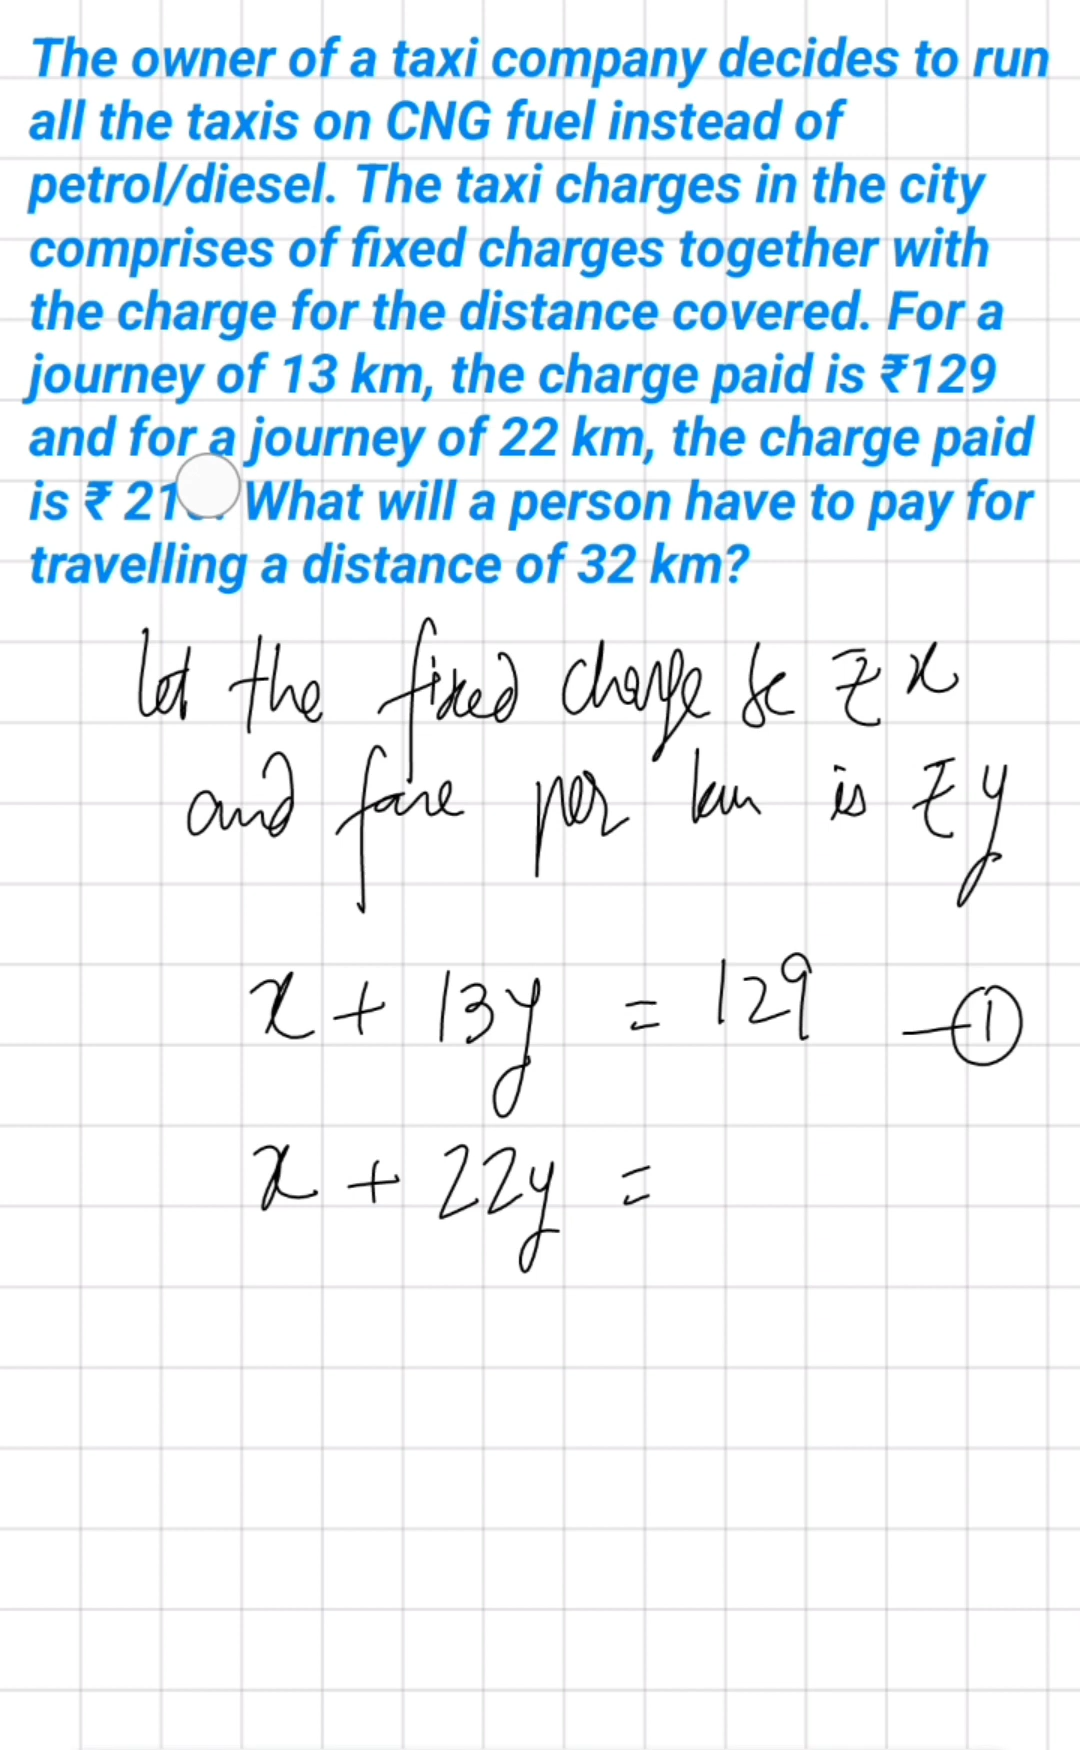 The owner of a taxi company decides to run
all the taxis on CNG fuel instead of
petrol/diesel. The taxi charges in the city
comprises of fixed charges together with
the charge for the distance covered. For a
journey of 13 km, the charge paid is ₹129
and for a journey of 22 km, the charge paid
is ₹ What will a person have to pay for
travelling a distance of 32 km?
let the fixed charge be ₹ x
and fare per km is ₹ y
x + 13y = 129 —①
x + 22y =